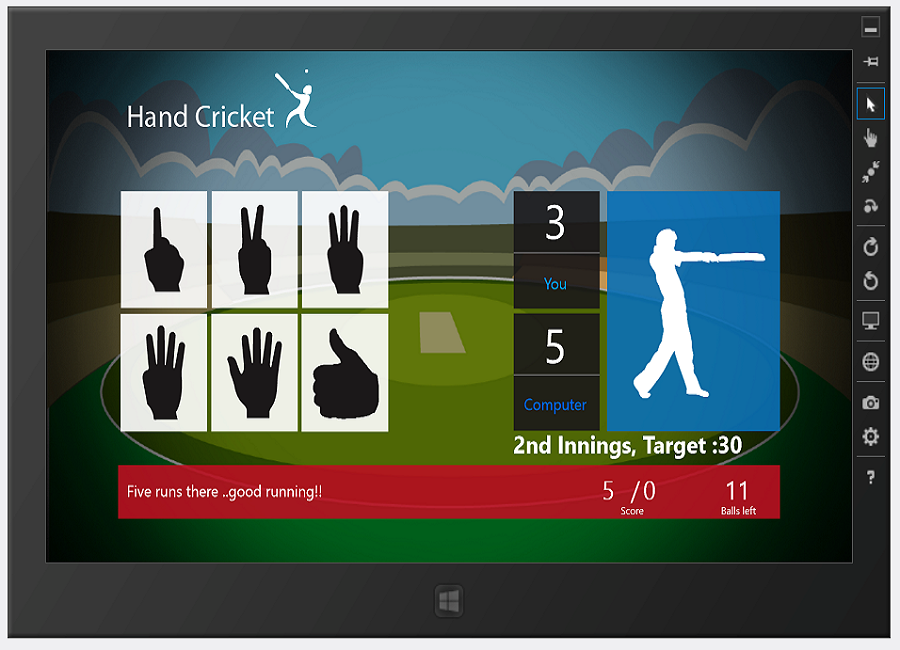 Hand Cricket
3
You
5
Computer
2nd Innings, Target :30
Five runs there ..good running!!
5 /0
Score
11
Balls left
?